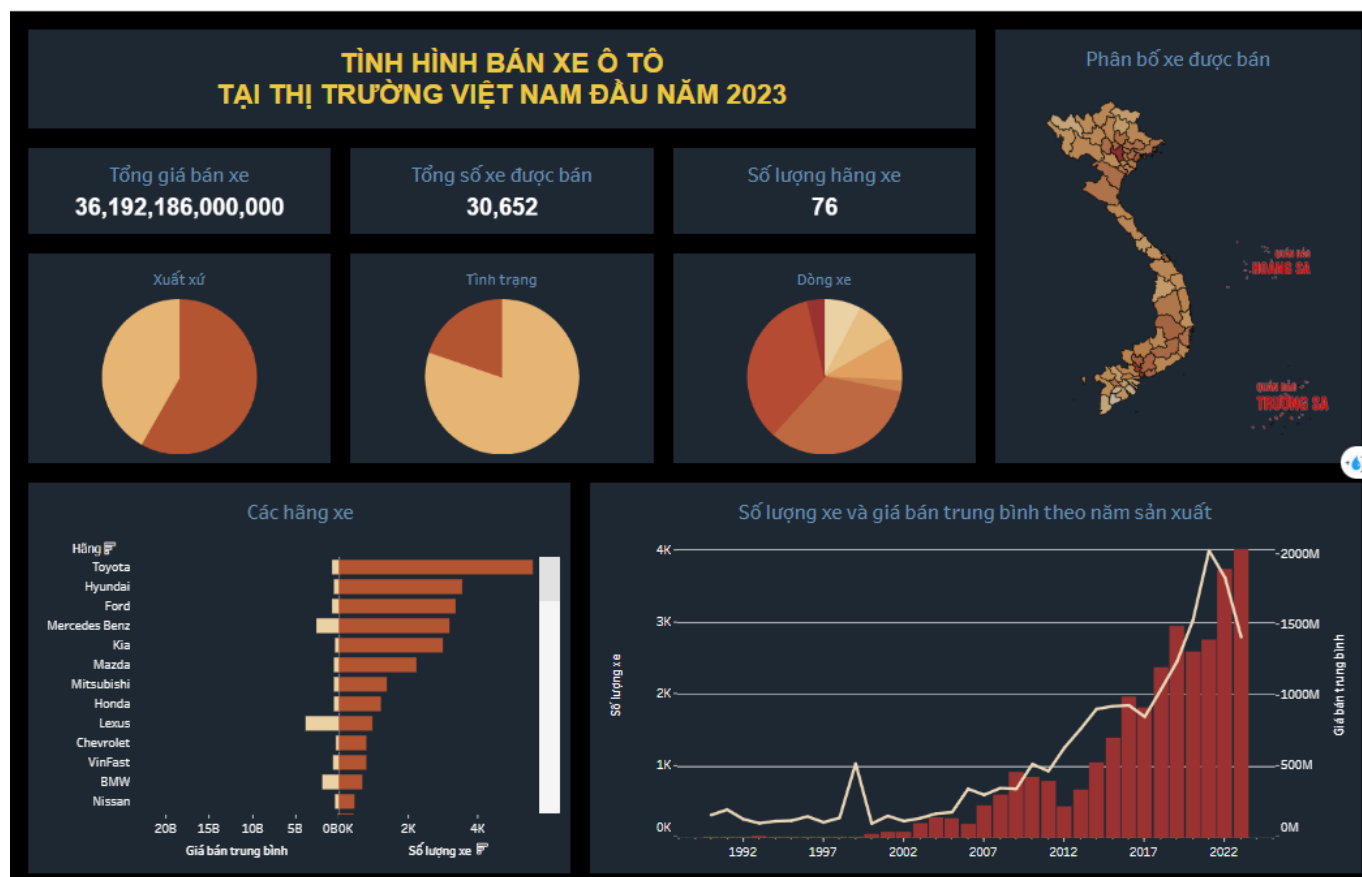 TÌNH HÌNH BÁN XE Ô TÔ
TẠI THỊ TRƯỜNG VIỆT NAM ĐẦU NĂM 2023
Phân bố xe được bán
Tổng giá bán xe
36,192,186,000,000
Tổng số xe được bán
30,652
Số lượng hãng xe
76
QUẦN ĐẢO
HOÀNG SA
QUẦN ĐẢO
TRƯỜNG SA
Xuất xứ
Tình trạng
Dòng xe
Các hãng xe
Hãng
Toyota
Hyundai
Ford
Mercedes Benz
Kia
Mazda
Mitsubishi
Honda
Lexus
Chevrolet
VinFast
BMW
Nissan
20B 15B 10B 5B 0B 0K 2K 4K
Giá bán trung bình Số lượng xe
Số lượng xe và giá bán trung bình theo năm sản xuất
4K
3K
2K
1K
0K
Số lượng xe
2000M
1500M
1000M
500M
0M
Giá bán trung bình
1992 1997 2002 2007 2012 2017 2022